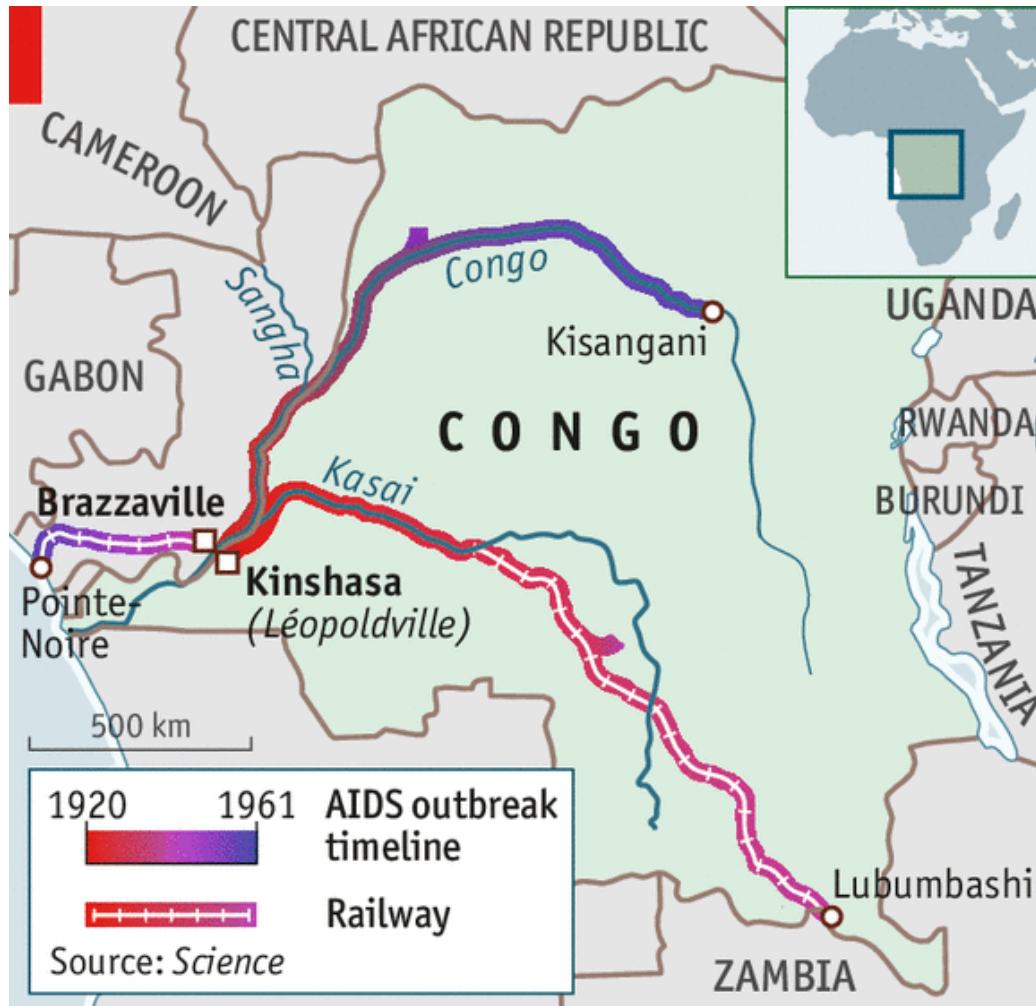 CENTRAL AFRICAN REPUBLIC
CAMEROON
Sangha
Congo
Kisangani
UGANDA
GABON
CONGO
RWANDA
Kasai
BURUNDI
Brazzaville
TANZANIA
Kinshasa
(Léopoldville)
Pointe-
Noire
500 km
1920 1961 AIDS outbreak
timeline
Railway
Source: Science
Lubumbashi
ZAMBIA